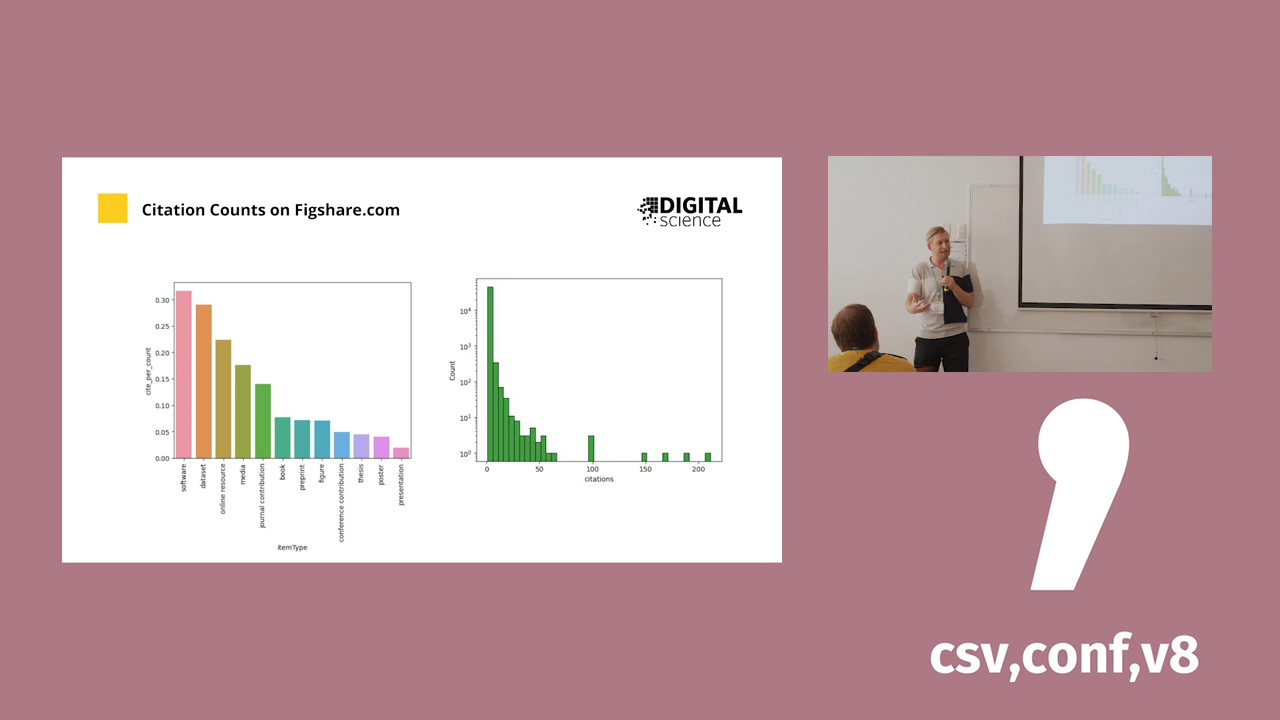 Citation Counts on Figshare.com
DIGITAL
science
0.30
0.25
0.20
0.15
0.10
0.05
0.00
cite_per_count
software
dataset
online resource
media
journal contribution
book
preprint
figure
conference contribution
thesis
poster
presentation
itemType
10⁴
10³
10²
10¹
10⁰
Count
0 50 100 150 200
citations
,
csv,conf,v8